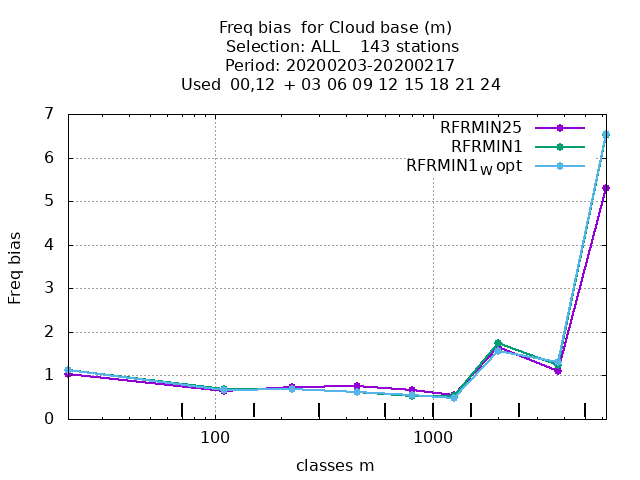 Freq bias  for Cloud base (m)
Selection: ALL    143 stations
Period: 20200203-20200217
Used  00,12  + 03 06 09 12 15 18 21 24
RFRMIN25
RFRMIN1
RFRMIN1W opt
Freq bias
7
6
5
4
3
2
1
0
100
1000
classes m